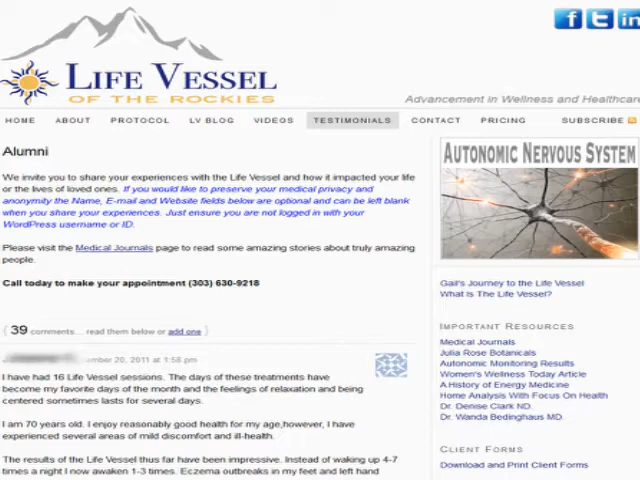 LIFE VESSEL
OF THE ROCKIES
Advancement in Wellness and Healthcare
HOME ABOUT PROTOCOL LV BLOG VIDEOS TESTIMONIALS CONTACT PRICING SUBSCRIBE
Alumni
We invite you to share your experiences with the Life Vessel and how it impacted your life
or the lives of loved ones. If you would like to preserve your medical privacy and
anonymity the Name, E-mail and Website fields below are optional and can be left blank
when you share your experiences. Just ensure you are not logged in with your
WordPress username or ID.
Please visit the Medical Journals page to read some amazing stories about truly amazing
people.
Call today to make your appointment (303) 630-9218
{ 39 comments... read them below or add one }
mber 20, 2011 at 1:58 pm
I have had 16 Life Vessel sessions. The days of these treatments have
become my favorite days of the month and the feelings of relaxation and being
centered sometimes lasts for several days.
I am 70 years old. I enjoy reasonably good health for my age,however, I have
experienced several areas of mild discomfort and ill-health.
The results of the Life Vessel thus far have been impressive. Instead of waking up 4-7
times a night I now awaken 1-3 times. Eczema outbreaks in my feet and left hand
AUTONOMIC NERVOUS SYSTEM
Gail's Journey to the Life Vessel
What Is The Life Vessel?
IMPORTANT RESOURCES
Medical Journals
Julia Rose Botanicals
Autonomic Monitoring Results
Women's Wellness Today Article
A History of Energy Medicine
Home Analysis With Focus On Health
Dr. Denise Clark ND.
Dr. Wanda Bedinghaus MD.
CLIENT FORMS
Download and Print Client Forms